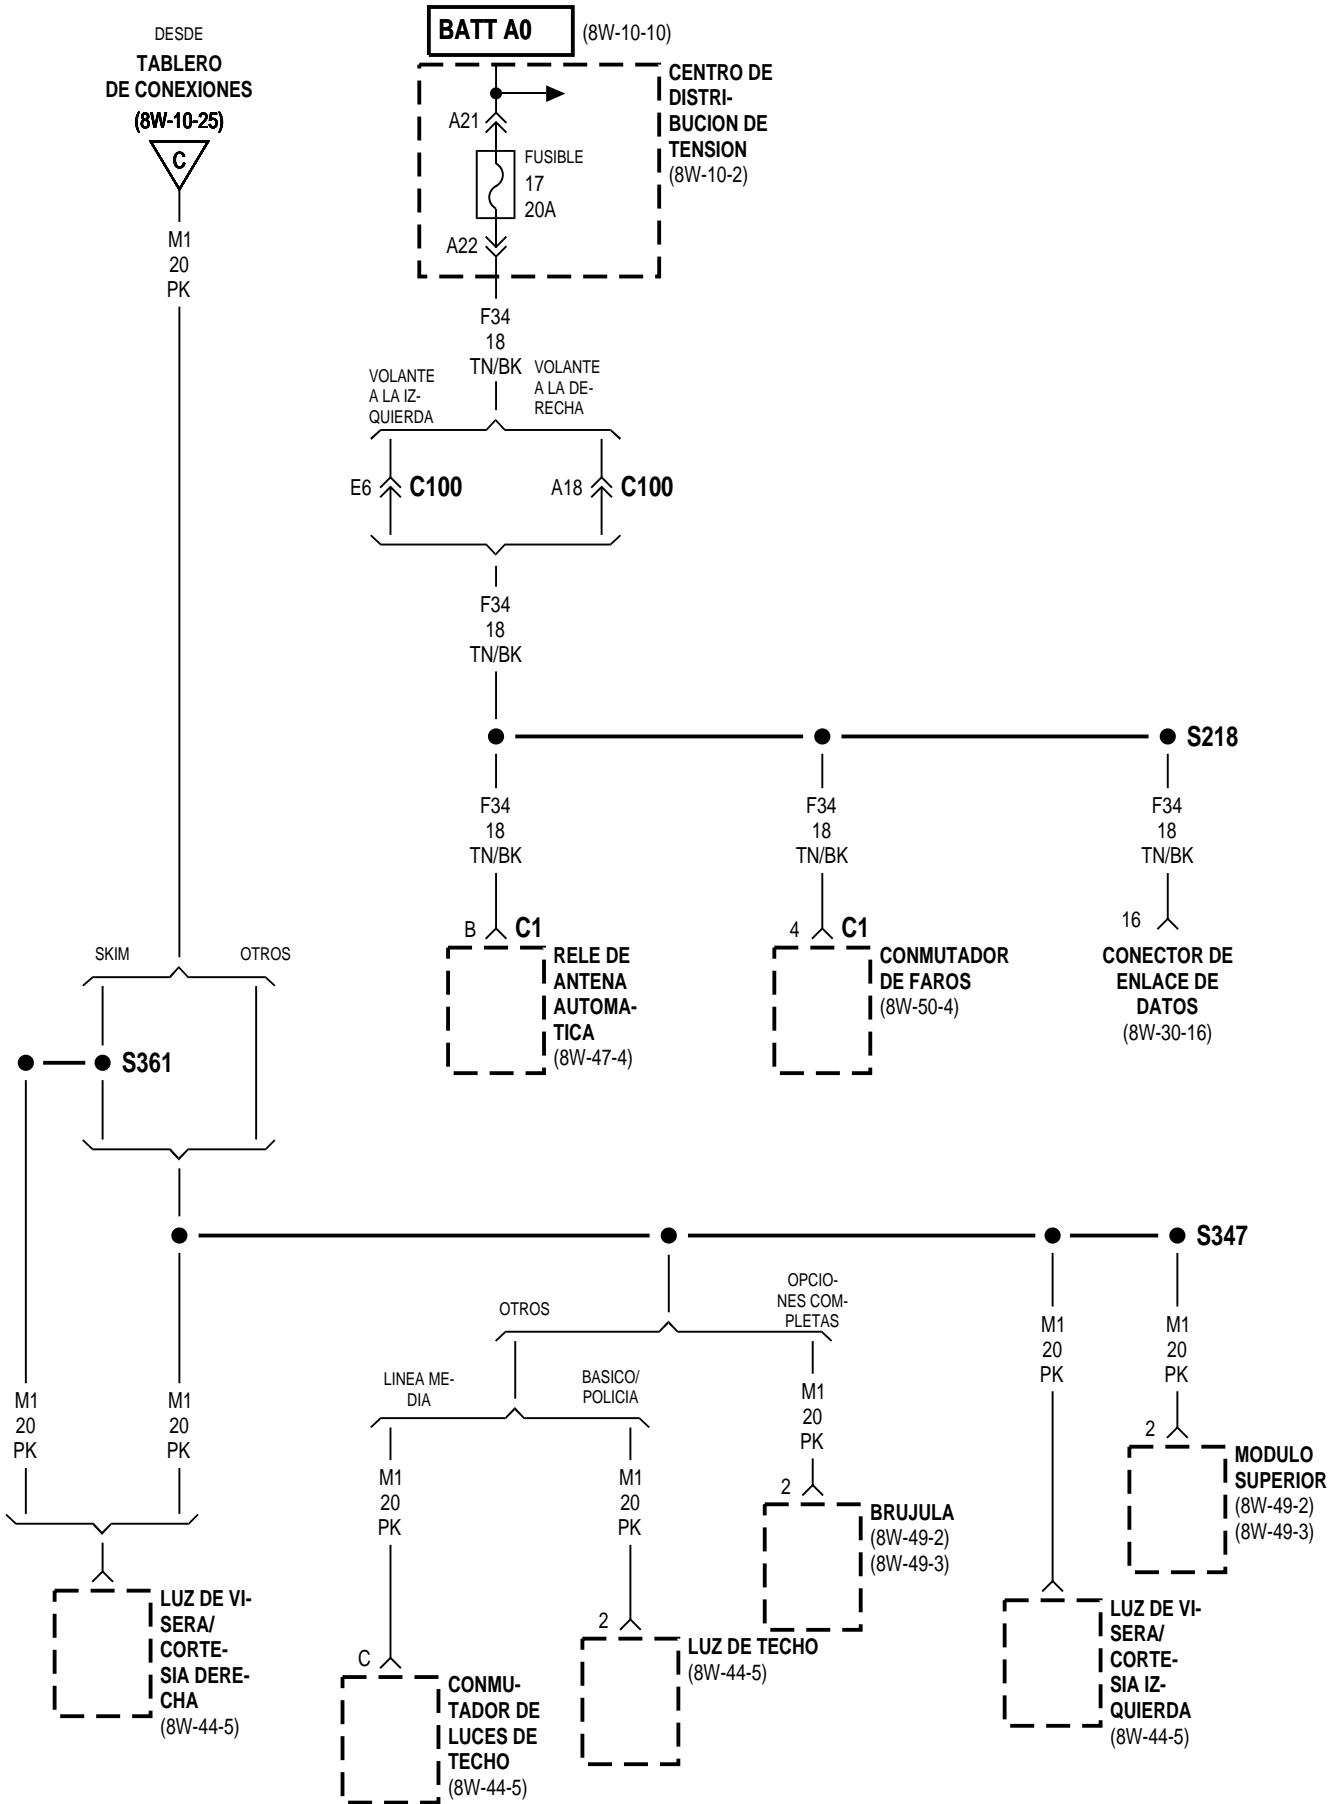 DESDE
TABLERO
DE CONEXIONES
(8W-10-25)
C
M1
20
PK
BATT A0
(8W-10-10)
CENTRO DE
DISTRI-
BUCION DE
TENSION
(8W-10-2)
A21
FUSIBLE
17
20A
A22
F34
18
TN/BK
VOLANTE
A LA IZ-
QUIERDA
VOLANTE
A LA DE-
RECHA
E6
C100
A18
C100
F34
18
TN/BK
S218
F34
18
TN/BK
F34
18
TN/BK
F34
18
TN/BK
B
C1
RELE DE
ANTENA
AUTOMA-
TICA
(8W-47-4)
4
C1
CONMUTADOR
DE FAROS
(8W-50-4)
16
CONECTOR DE
ENLACE DE
DATOS
(8W-30-16)
SKIM
OTROS
S361
S347
M1
20
PK
M1
20
PK
LUZ DE VI-
SERA/
CORTE-
SIA DERE-
CHA
(8W-44-5)
OTROS
OPCIO-
NES COM-
PLETAS
LINEA ME-
DIA
BASICO/
POLICIA
M1
20
PK
C
CONMU-
TADOR DE
LUCES DE
TECHO
(8W-44-5)
M1
20
PK
2
LUZ DE TECHO
(8W-44-5)
M1
20
PK
2
BRUJULA
(8W-49-2)
(8W-49-3)
M1
20
PK
LUZ DE VI-
SERA/
CORTE-
SIA IZ-
QUIERDA
(8W-44-5)
M1
20
PK
2
MODULO
SUPERIOR
(8W-49-2)
(8W-49-3)